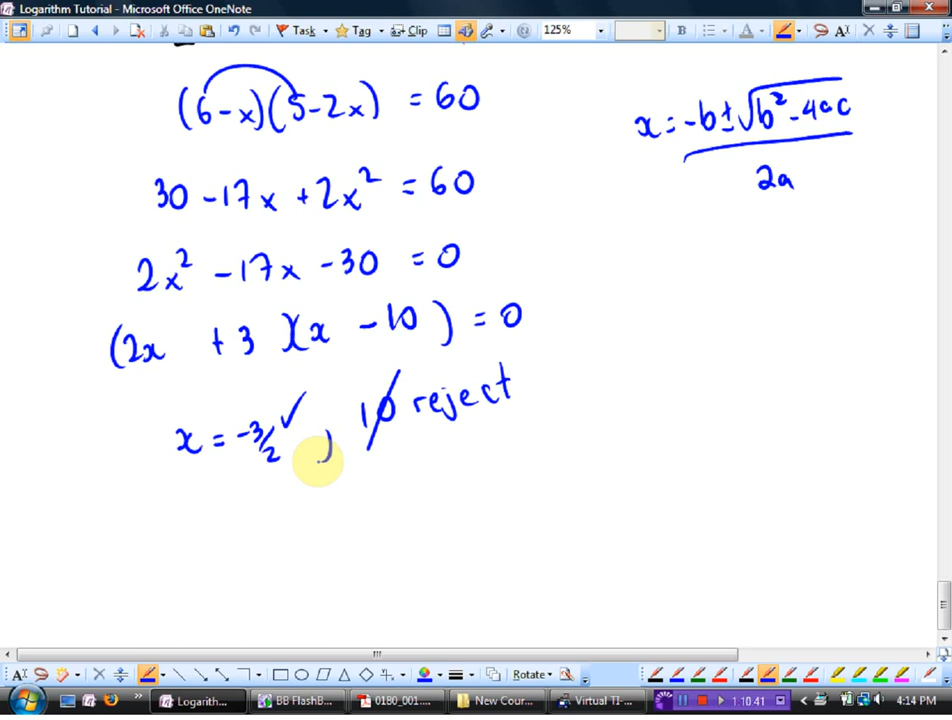 Logarithm Tutorial - Microsoft Office OneNote
Task Tag Clip 125% B A
(6-x)(5-2x) = 60
x = -b±√b²-4ac
2a
30 -17x +2x² = 60
2x² -17x -30 = 0
(2x +3)(x -10) = 0
x = -3/2 ✓, 10 reject
Rotate
Logarith... BB FlashB... 0180_001.... New Cour... Virtual TI-... 1:10:41 4:14 PM